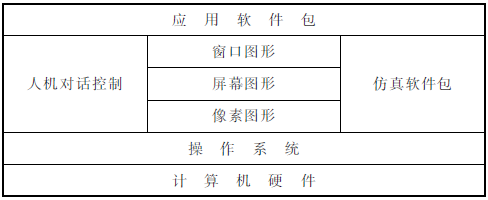 应用软件包
窗口图形
人机对话控制
屏幕图形
仿真软件包
像素图形
操作系统
计算机硬件